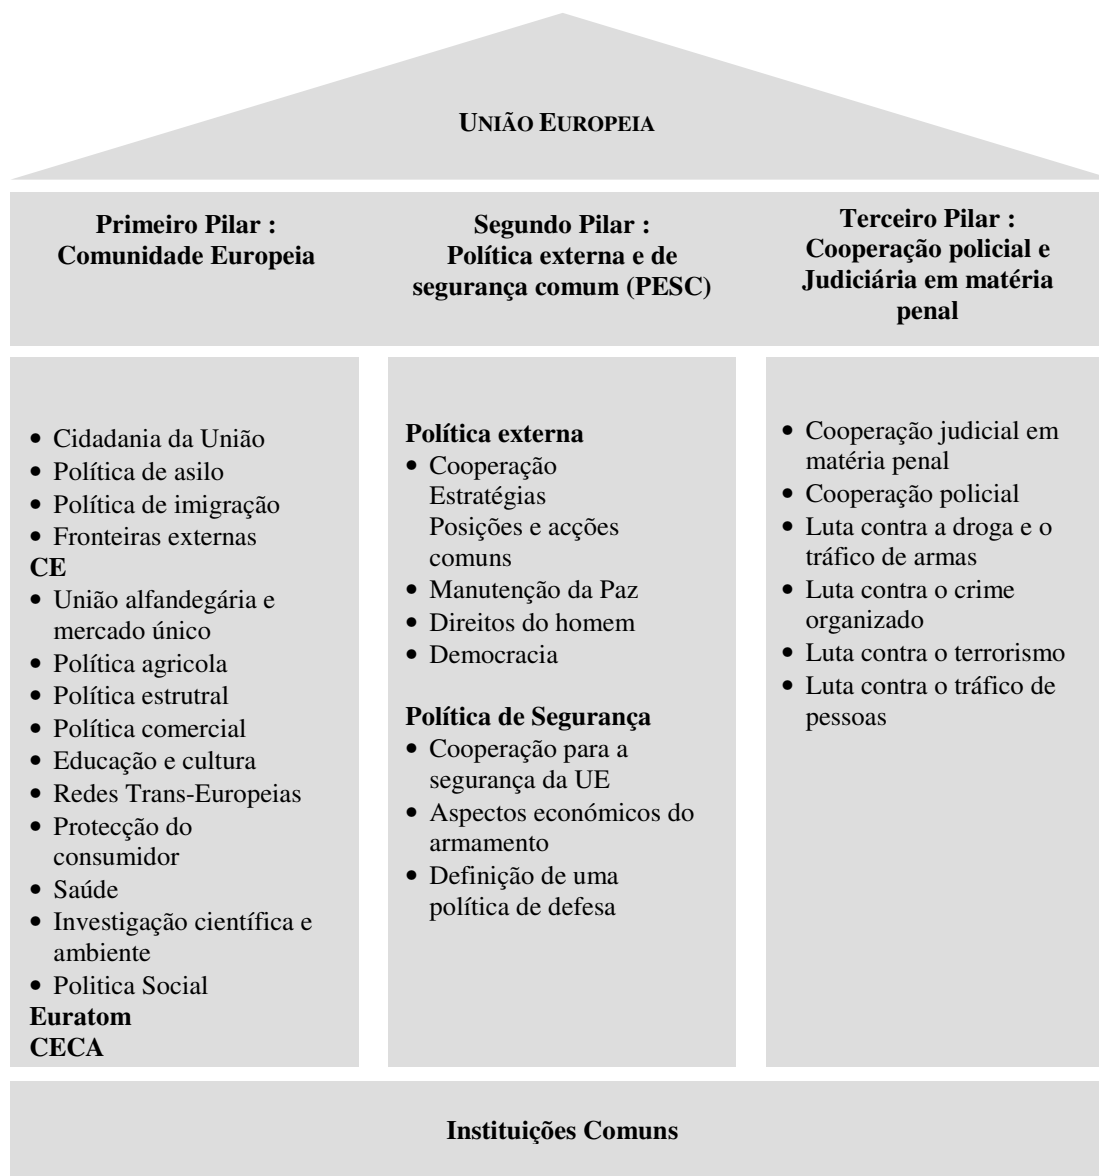 UNIÃO EUROPEIA
Primeiro Pilar :
Comunidade Europeia
Segundo Pilar :
Política externa e de
segurança comum (PESC)
Terceiro Pilar :
Cooperação policial e
Judiciária em matéria
penal
• Cidadania da União
• Política de asilo
• Política de imigração
• Fronteiras externas
CE
• União alfandegária e
mercado único
• Política agricola
• Política estrutral
• Política comercial
• Educação e cultura
• Redes Trans-Europeias
• Protecção do
consumidor
• Saúde
• Investigação científica e
ambiente
• Politica Social
Euratom
CECA
Política externa
• Cooperação
Estratégias
Posições e acções
comuns
• Manutenção da Paz
• Direitos do homem
• Democracia
Política de Segurança
• Cooperação para a
segurança da UE
• Aspectos económicos do
armamento
• Definição de uma
política de defesa
• Cooperação judicial em
matéria penal
• Cooperação policial
• Luta contra a droga e o
tráfico de armas
• Luta contra o crime
organizado
• Luta contra o terrorismo
• Luta contra o tráfico de
pessoas
Instituições Comuns